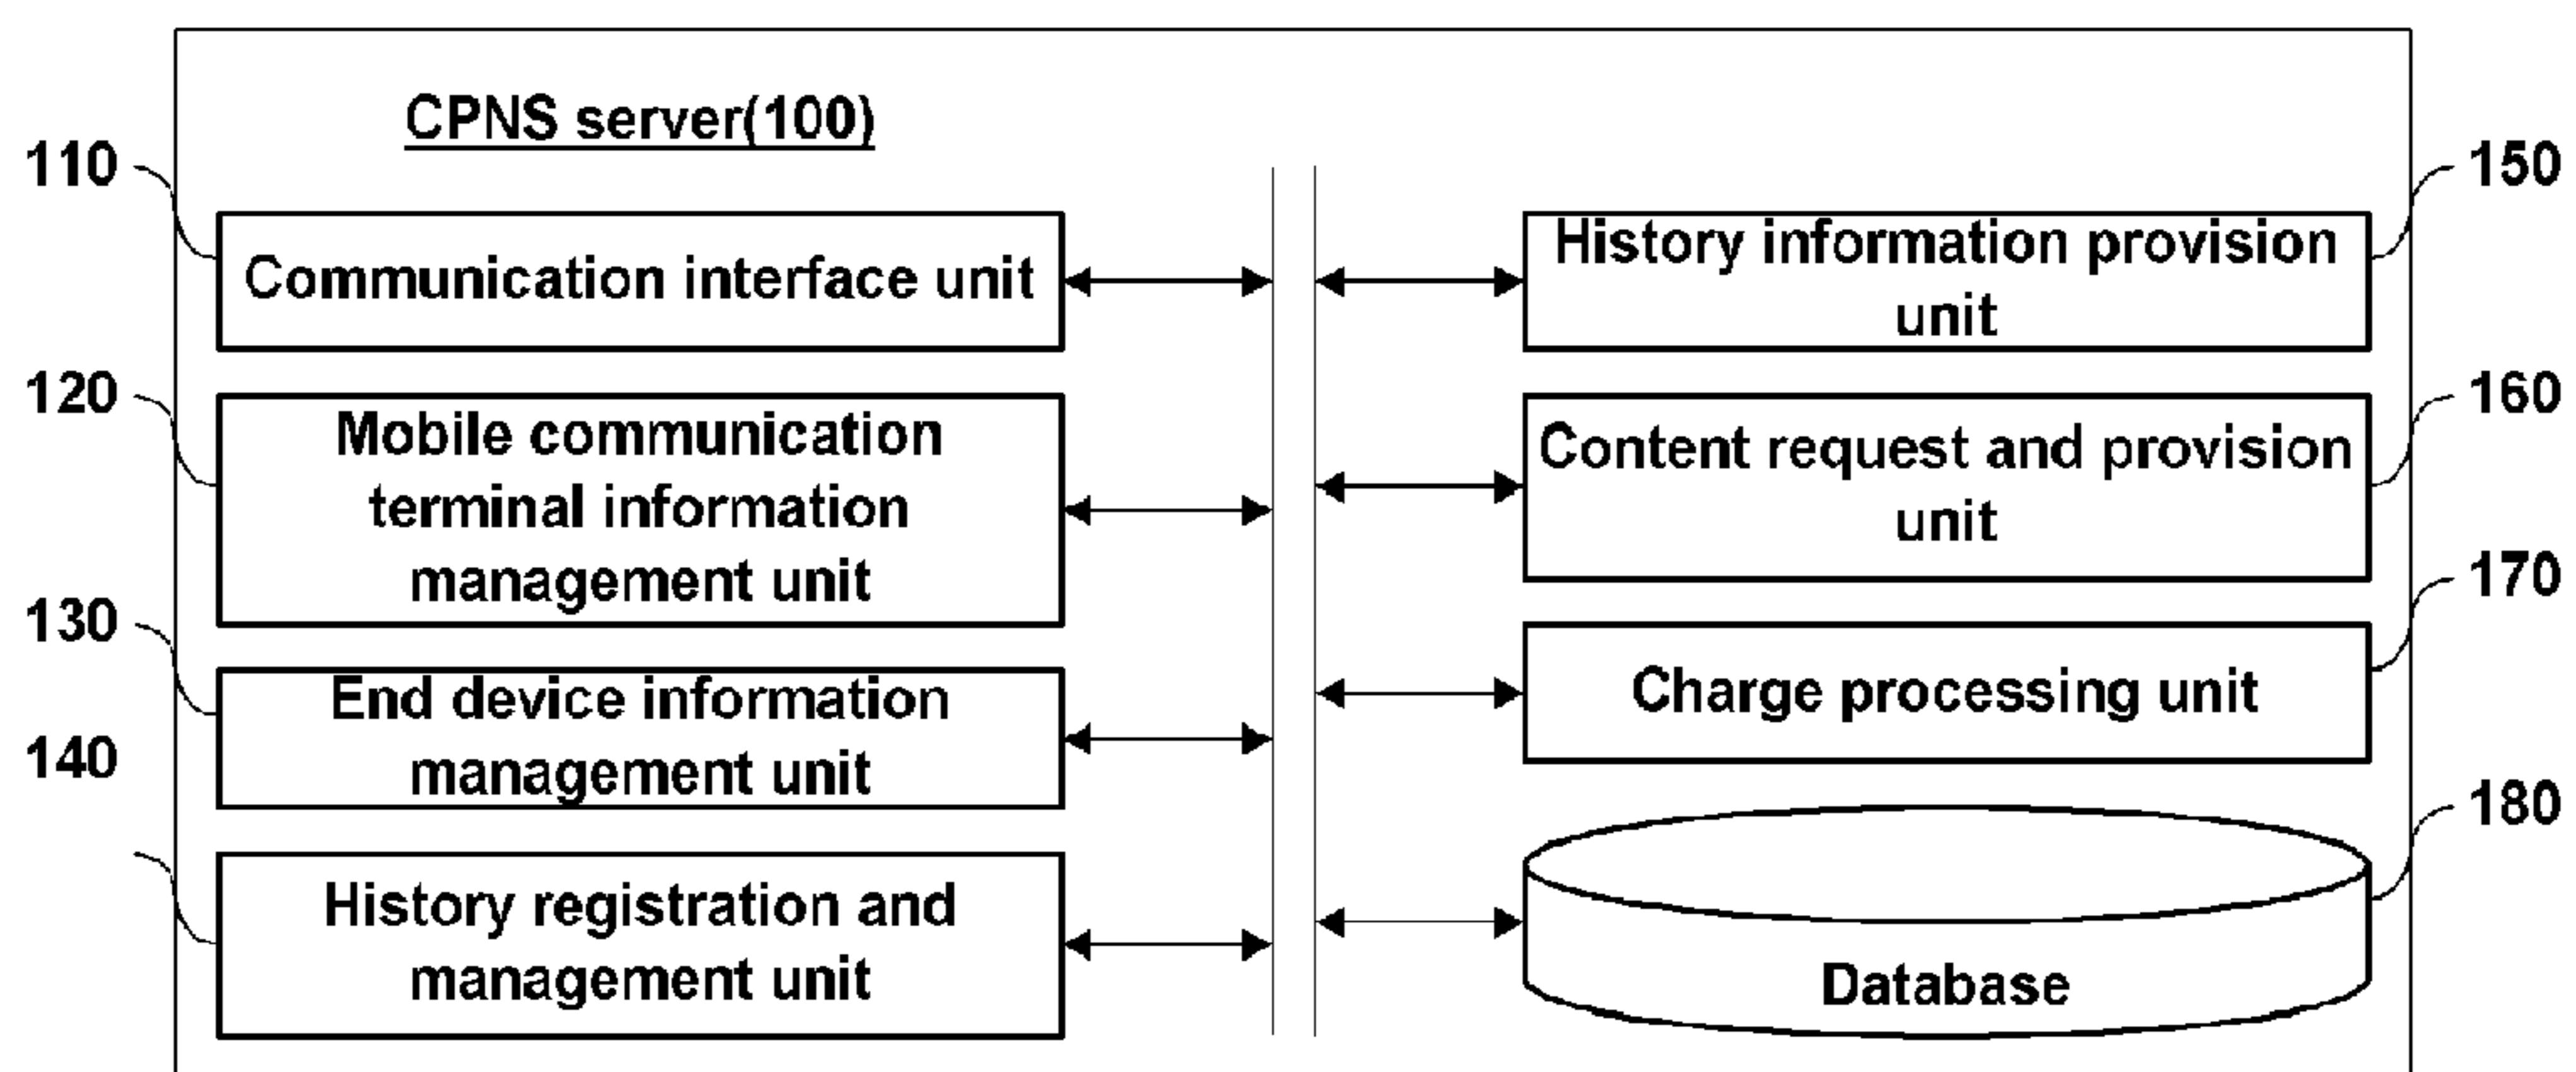 CPNS server(100)
110
Communication interface unit
120
Mobile communication
terminal information
management unit
130
End device information
management unit
140
History registration and
management unit
150
History information provision
unit
160
Content request and provision
unit
170
Charge processing unit
180
Database